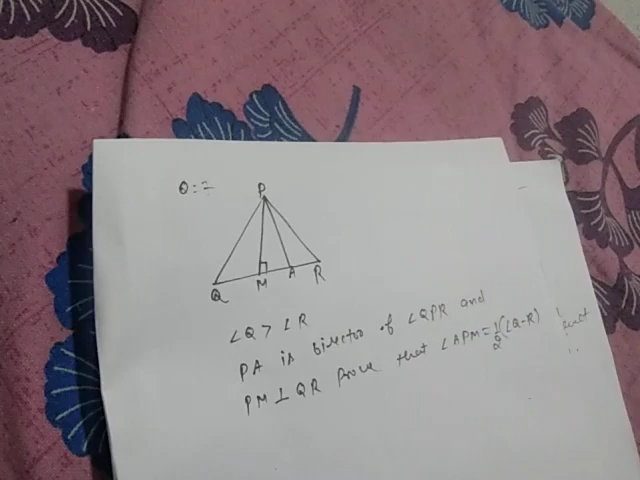 Q:=
P
Q M A R
∠Q > ∠R
PA is bisector of ∠QPR and
PM ⊥ QR prove that ∠APM = 1/2 (∠Q - R)